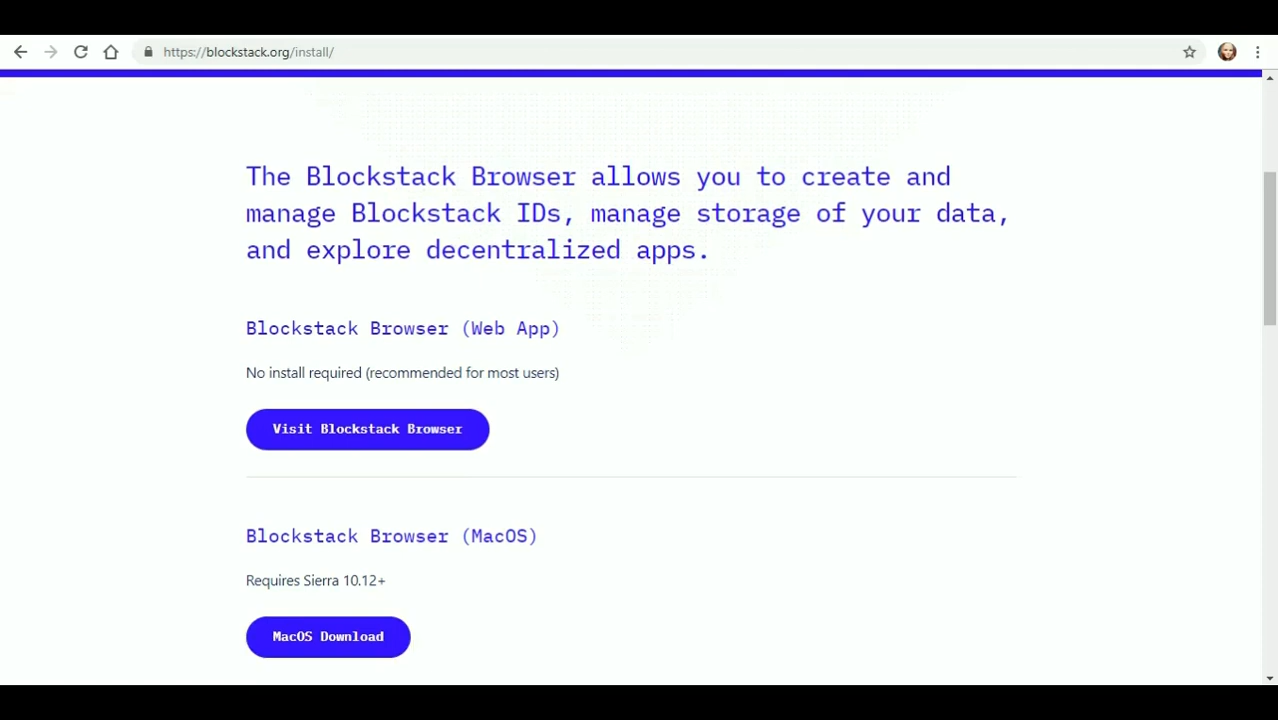 https://blockstack.org/install/
The Blockstack Browser allows you to create and
manage Blockstack IDs, manage storage of your data,
and explore decentralized apps.
Blockstack Browser (Web App)
No install required (recommended for most users)
Visit Blockstack Browser
Blockstack Browser (MacOS)
Requires Sierra 10.12+
MacOS Download